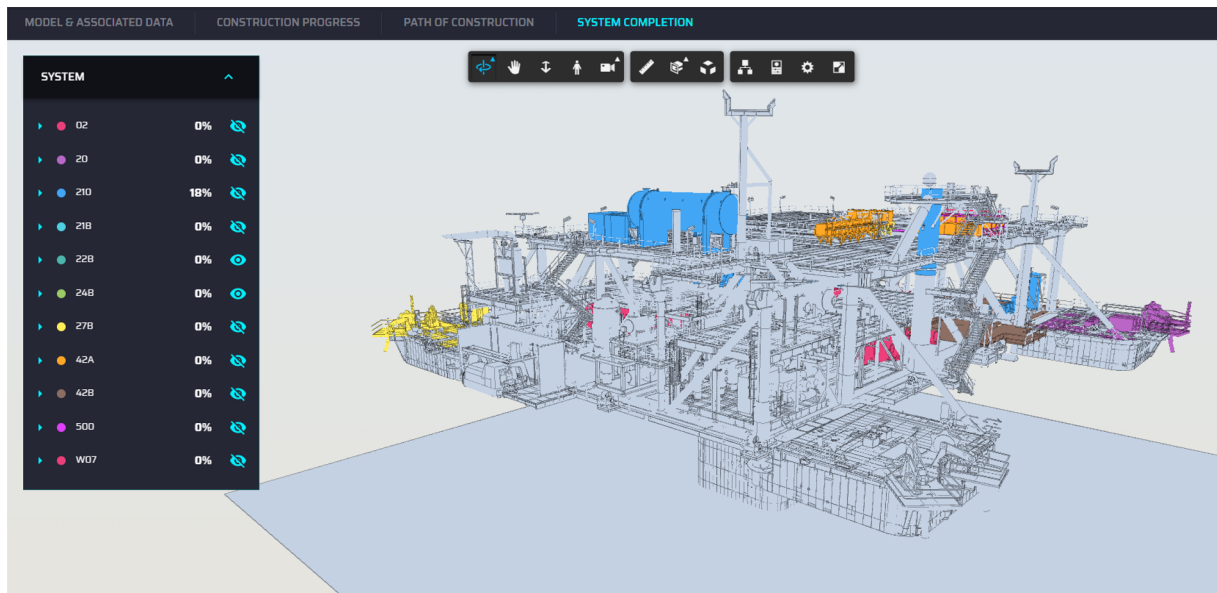 MODEL & ASSOCIATED DATA CONSTRUCTION PROGRESS PATH OF CONSTRUCTION SYSTEM COMPLETION
SYSTEM
02 0%
20 0%
210 18%
21B 0%
22B 0%
24B 0%
27B 0%
42A 0%
42B 0%
500 0%
W07 0%